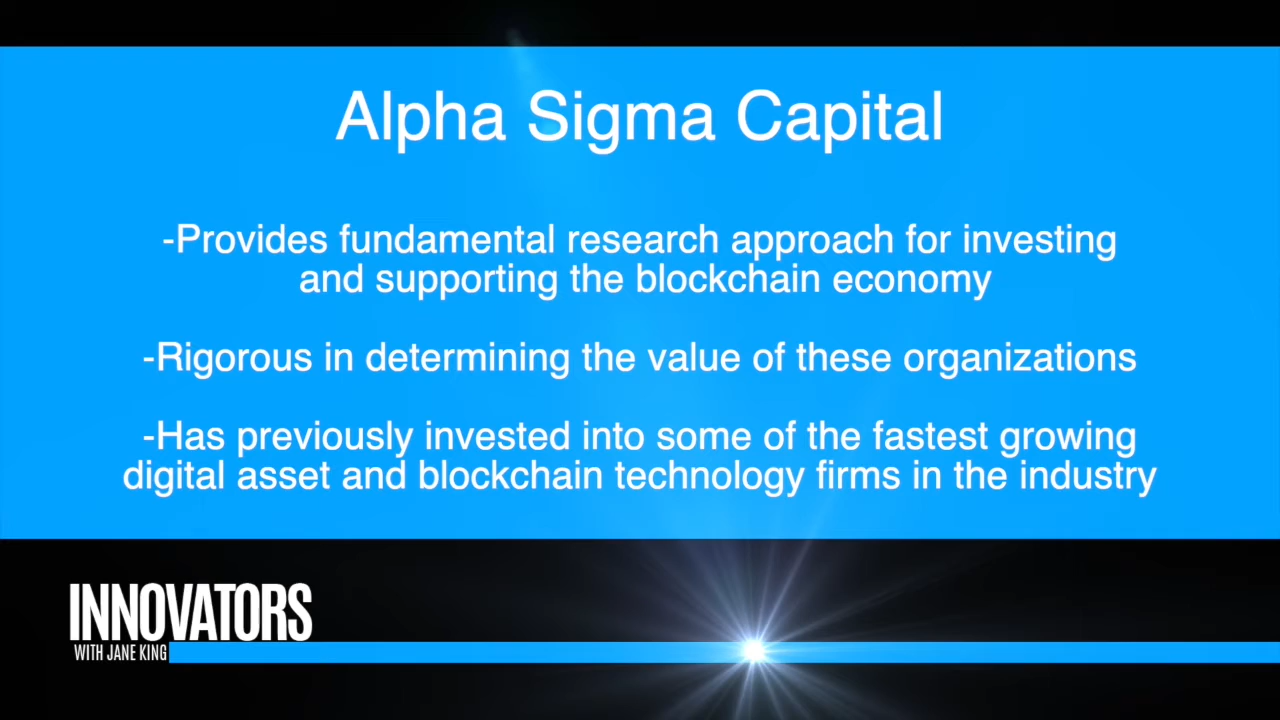 Alpha Sigma Capital
-Provides fundamental research approach for investing
and supporting the blockchain economy
-Rigorous in determining the value of these organizations
-Has previously invested into some of the fastest growing
digital asset and blockchain technology firms in the industry
INNOVATORS
WITH JANE KING